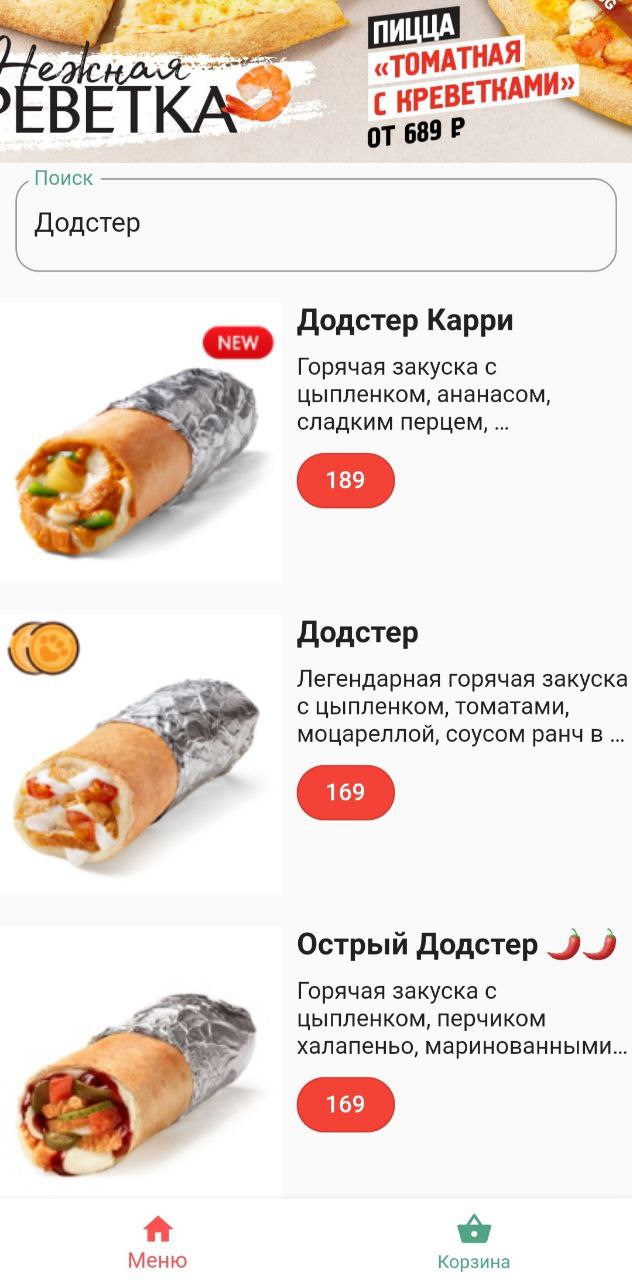 Нежная
РЕВЕТКА
ПИЦЦА
«ТОМАТНАЯ
С КРЕВЕТКАМИ»
ОТ 689 ₽
Поиск
Додстер
NEW
Додстер Карри
Горячая закуска с
цыпленком, ананасом,
сладким перцем, ...
189
Додстер
Легендарная горячая закуска
с цыпленком, томатами,
моцареллой, соусом ранч в ...
169
Острый Додстер 🌶️🌶️
Горячая закуска с
цыпленком, перчиком
халапеньо, маринованными...
169
Меню
Корзина